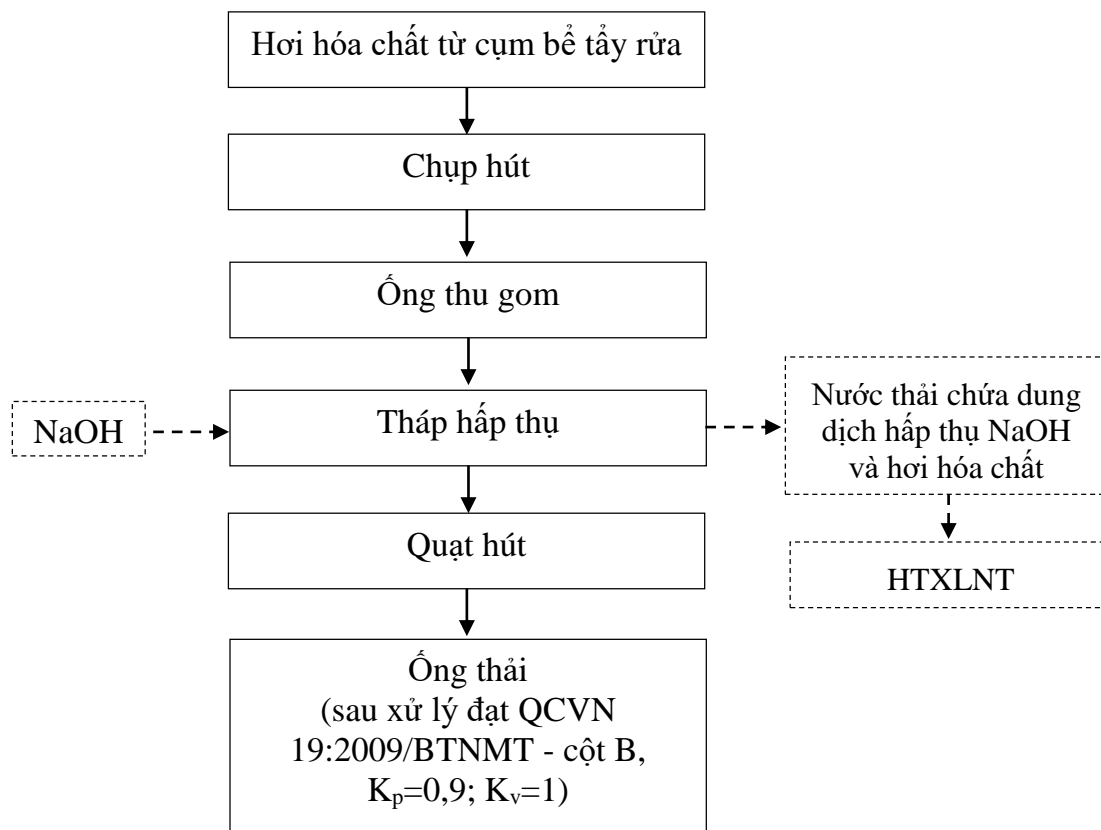 Hơi hóa chất từ cụm bể tẩy rửa
Chụp hút
Ống thu gom
NaOH
Tháp hấp thụ
Nước thải chứa dung
dịch hấp thụ NaOH
và hơi hóa chất
Quạt hút
HTXLNT
Ống thải
(sau xử lý đạt QCVN
19:2009/BTNMT - cột B,
Kp=0,9; Kv=1)